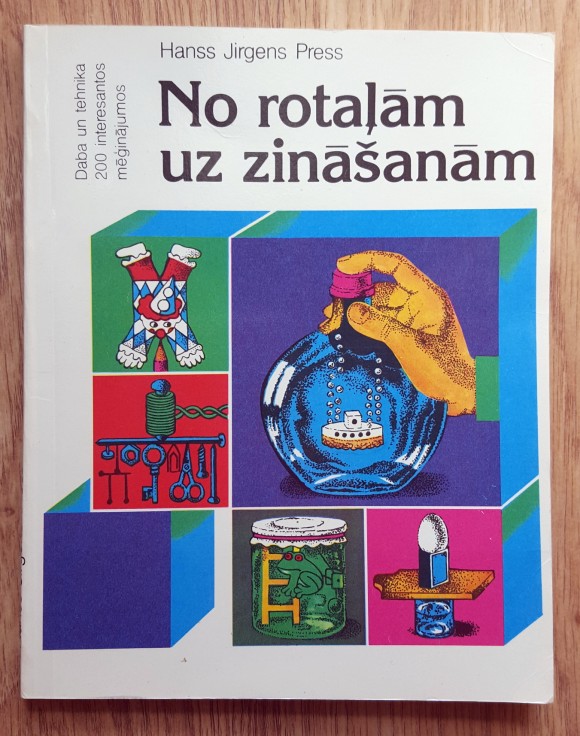 Hanss Jirgens Press
No rotaļām
uz zināšanām
Daba un tehnika
200 interesantos
mēģinājumos